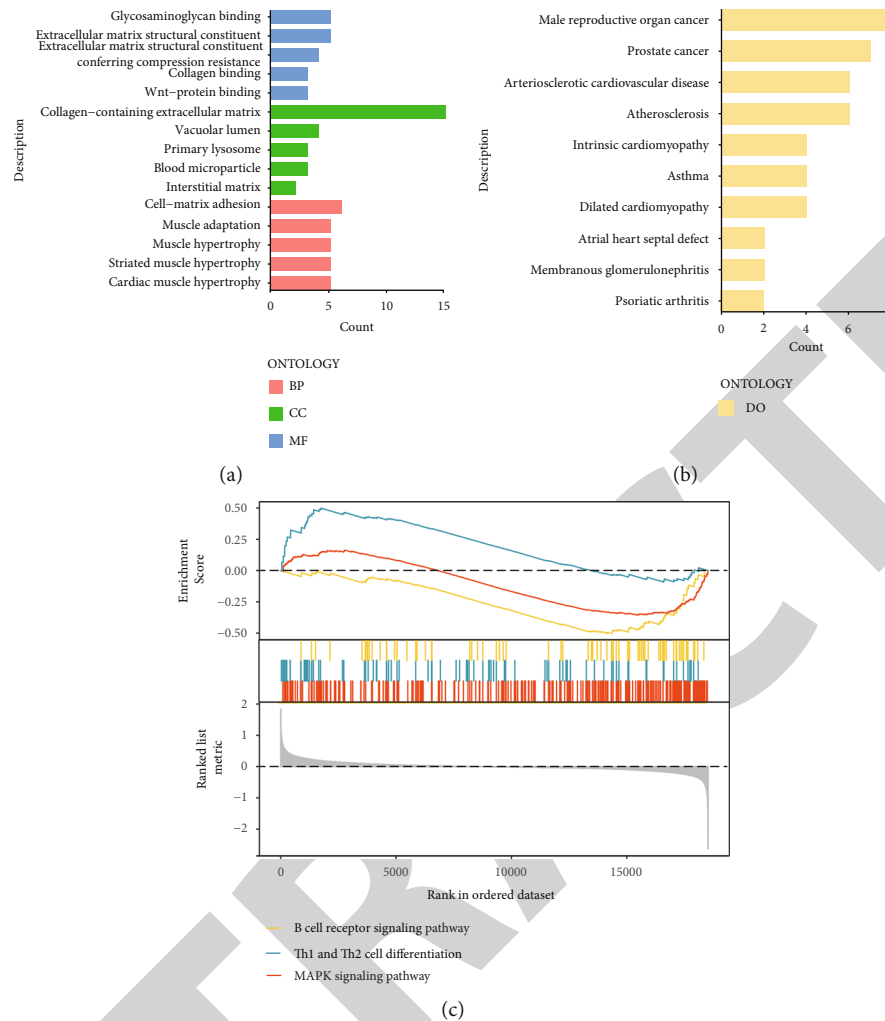 Glycosaminoglycan binding
Extracellular matrix structural constituent
Extracellular matrix structural constituent
conferring compression resistance
Collagen binding
Wnt−protein binding
Collagen−containing extracellular matrix
Vacuolar lumen
Primary lysosome
Blood microparticle
Interstitial matrix
Cell−matrix adhesion
Muscle adaptation
Muscle hypertrophy
Striated muscle hypertrophy
Cardiac muscle hypertrophy
Description
0 5 10 15
Count
ONTOLOGY
BP
CC
MF
(a)
Male reproductive organ cancer
Prostate cancer
Arteriosclerotic cardiovascular disease
Atherosclerosis
Intrinsic cardiomyopathy
Asthma
Dilated cardiomyopathy
Atrial heart septal defect
Membranous glomerulonephritis
Psoriatic arthritis
Description
0 2 4 6
Count
ONTOLOGY
DO
(b)
0.50
0.25
0.00
−0.25
−0.50
Enrichment
Score
2
1
0
−1
−2
Ranked list
metric
0 5000 10000 15000
Rank in ordered dataset
B cell receptor signaling pathway
Th1 and Th2 cell differentiation
MAPK signaling pathway
(c)